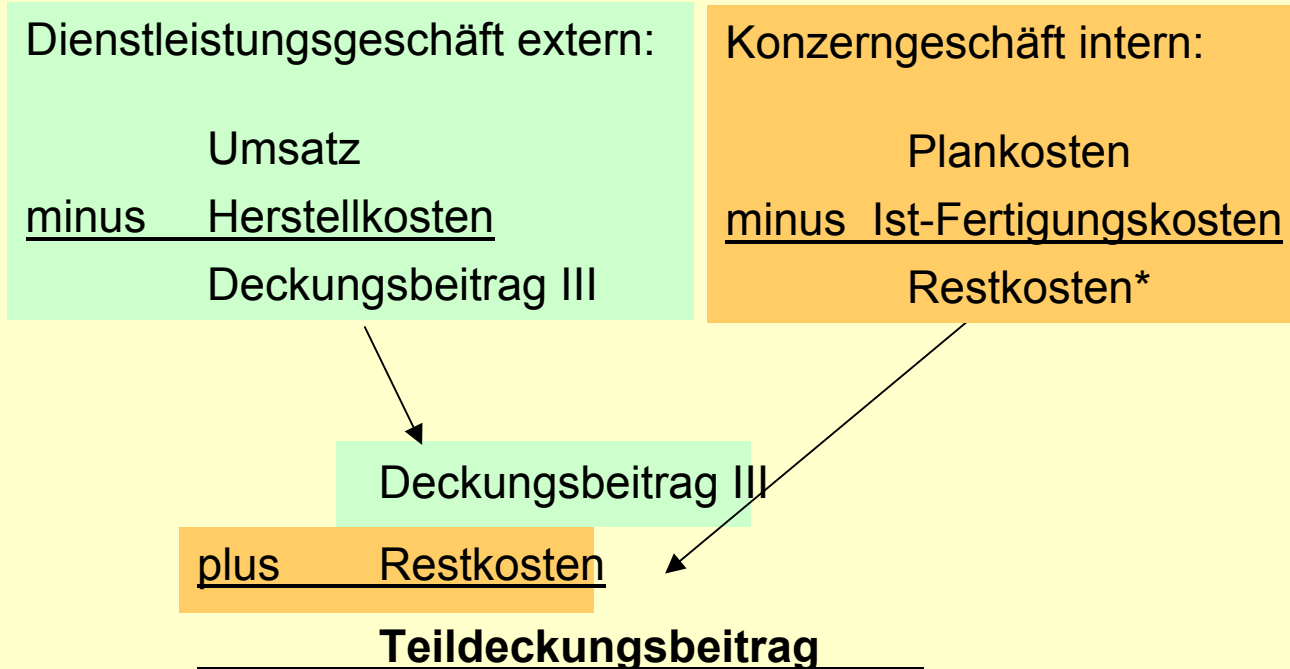 Dienstleistungsgeschäft extern:
Umsatz
minus Herstellkosten
Deckungsbeitrag III
Konzerngeschäft intern:
Plankosten
minus Ist-Fertigungskosten
Restkosten*
Deckungsbeitrag III
plus Restkosten
Teildeckungsbeitrag